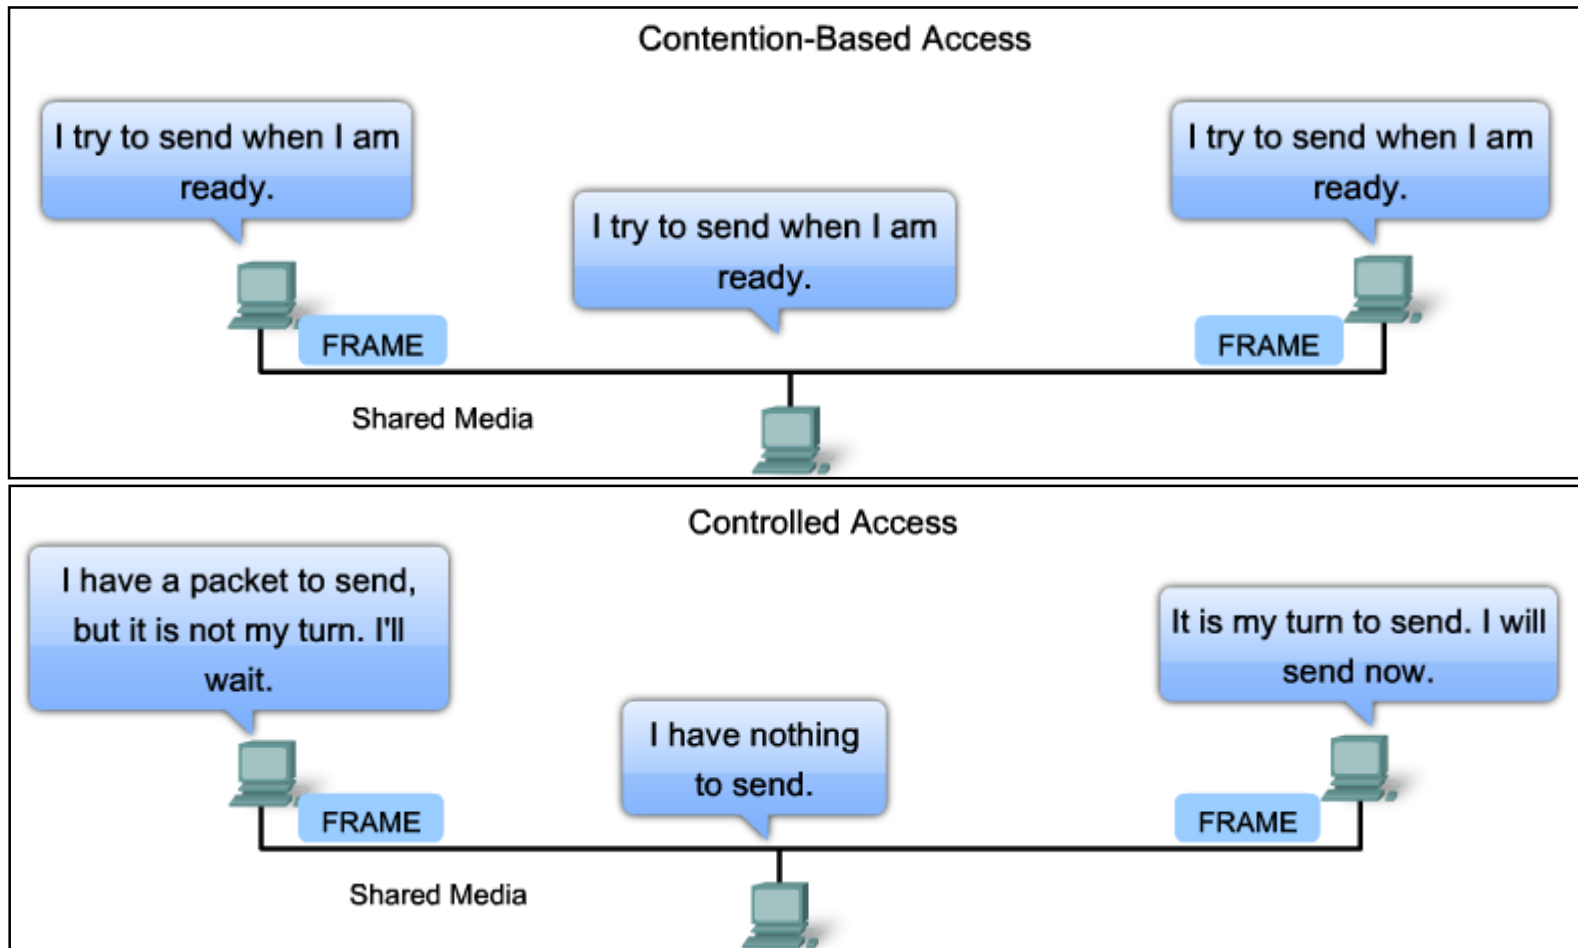 Contention-Based Access
I try to send when I am
ready.
I try to send when I am
ready.
I try to send when I am
ready.
FRAME
FRAME
Shared Media
Controlled Access
I have a packet to send,
but it is not my turn. I'll
wait.
I have nothing
to send.
It is my turn to send. I will
send now.
FRAME
FRAME
Shared Media